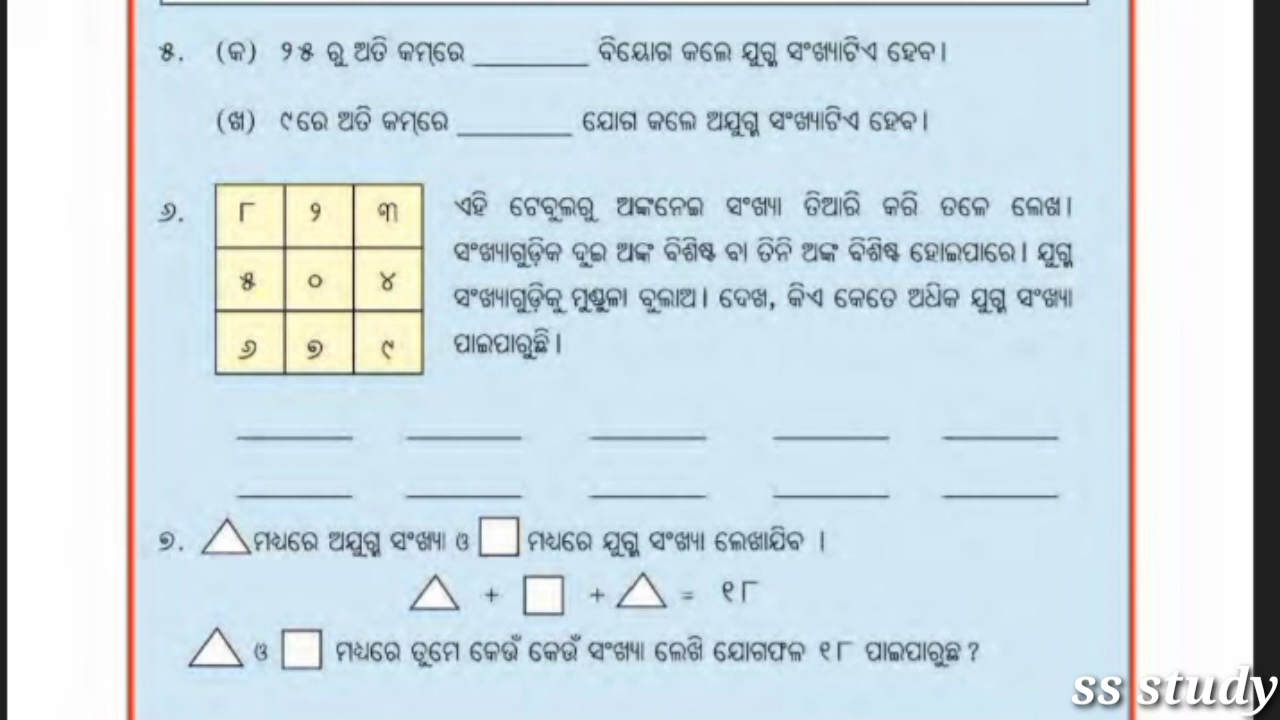 ୫. (କ) ୨୫ ରୁ ଅତି କମ୍‌ରେ ________ ବିୟୋଗ କଲେ ଯୁଗ୍ମ ସଂଖ୍ୟାଟିଏ ହେବ।
(ଖ) ୯ରେ ଅତି କମ୍‌ରେ ________ ଯୋଗ କଲେ ଅଯୁଗ୍ମ ସଂଖ୍ୟାଟିଏ ହେବ।
୬.
୮ ୨ ୩
୫ ୦ ୪
୬ ୭ ୯
ଏହି ଟେବୁଲରୁ ଅଙ୍କନେଇ ସଂଖ୍ୟା ତିଆରି କରି ତଳେ ଲେଖ।
ସଂଖ୍ୟାଗୁଡ଼ିକ ଦୁଇ ଅଙ୍କ ବିଶିଷ୍ଟ ବା ତିନି ଅଙ୍କ ବିଶିଷ୍ଟ ହୋଇପାରେ। ଯୁଗ୍ମ
ସଂଖ୍ୟାଗୁଡ଼ିକୁ ମୁଣ୍ଡୁଳା ବୁଲାଅ। ଦେଖ, କିଏ କେତେ ଅଧିକ ଯୁଗ୍ମ ସଂଖ୍ୟା
ପାଇପାରୁଛି।
୭. △ ମଧ୍ୟରେ ଅଯୁଗ୍ମ ସଂଖ୍ୟା ଓ □ ମଧ୍ୟରେ ଯୁଗ୍ମ ସଂଖ୍ୟା ଲେଖାଯିବ ।
△ + □ + △ = ୧୮
△ ଓ □ ମଧ୍ୟରେ ତୁମେ କେଉଁ କେଉଁ ସଂଖ୍ୟା ଲେଖି ଯୋଗଫଳ ୧୮ ପାଇପାରୁଛ ?
ss study